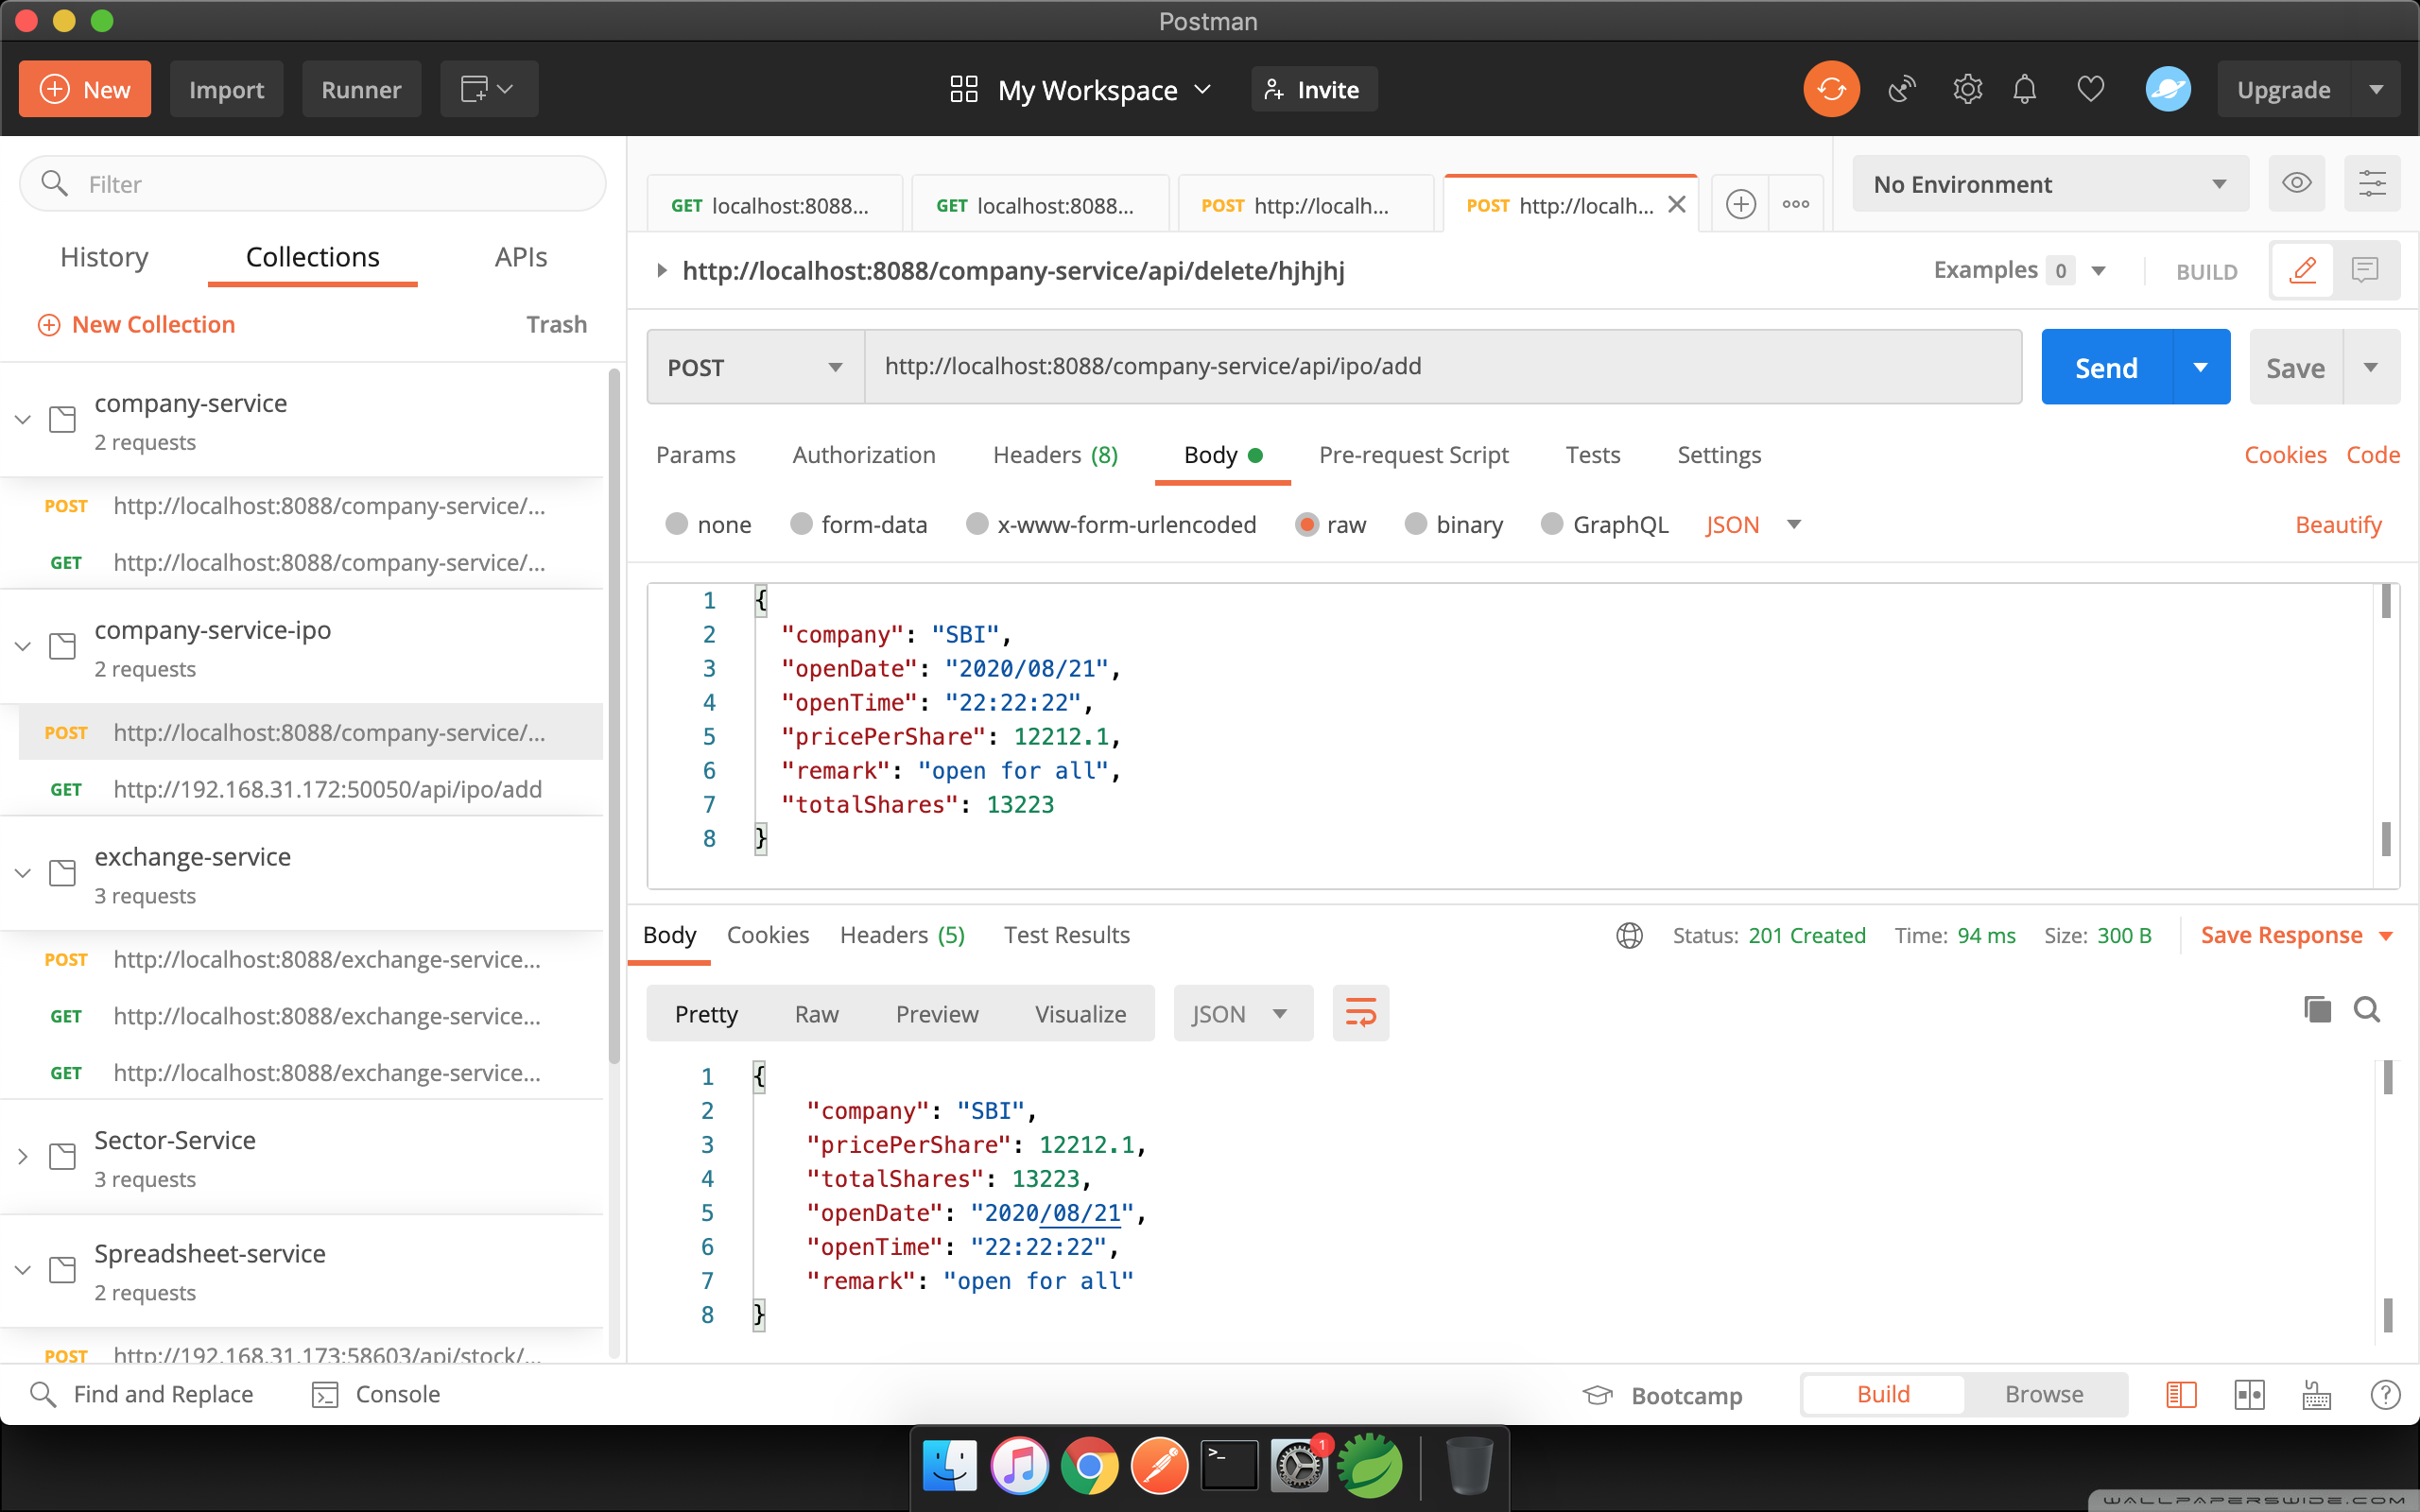 Postman
New
Import
Runner
My Workspace
Invite
Upgrade
Filter
History
Collections
APIs
New Collection
Trash
company-service
2 requests
POST http://localhost:8088/company-service/...
GET http://localhost:8088/company-service/...
company-service-ipo
2 requests
POST http://localhost:8088/company-service/...
GET http://192.168.31.172:50050/api/ipo/add
exchange-service
3 requests
POST http://localhost:8088/exchange-service...
GET http://localhost:8088/exchange-service...
GET http://localhost:8088/exchange-service...
Sector-Service
3 requests
Spreadsheet-service
2 requests
POST http://192.168.31.173:58603/api/stock/...
GET localhost:8088...
GET localhost:8088...
POST http://localh...
POST http://localh...
No Environment
http://localhost:8088/company-service/api/delete/hjhjhj
Examples 0
BUILD
POST
http://localhost:8088/company-service/api/ipo/add
Send
Save
Params
Authorization
Headers (8)
Body
Pre-request Script
Tests
Settings
Cookies
Code
none
form-data
x-www-form-urlencoded
raw
binary
GraphQL
JSON
Beautify
1 {
2 "company": "SBI",
3 "openDate": "2020/08/21",
4 "openTime": "22:22:22",
5 "pricePerShare": 12212.1,
6 "remark": "open for all",
7 "totalShares": 13223
8 }
Body
Cookies
Headers (5)
Test Results
Status: 201 Created
Time: 94 ms
Size: 300 B
Save Response
Pretty
Raw
Preview
Visualize
JSON
1 {
2 "company": "SBI",
3 "pricePerShare": 12212.1,
4 "totalShares": 13223,
5 "openDate": "2020/08/21",
6 "openTime": "22:22:22",
7 "remark": "open for all"
8 }
Find and Replace
Console
Bootcamp
Build
Browse
1
WALLPAPERSWIDE.COM